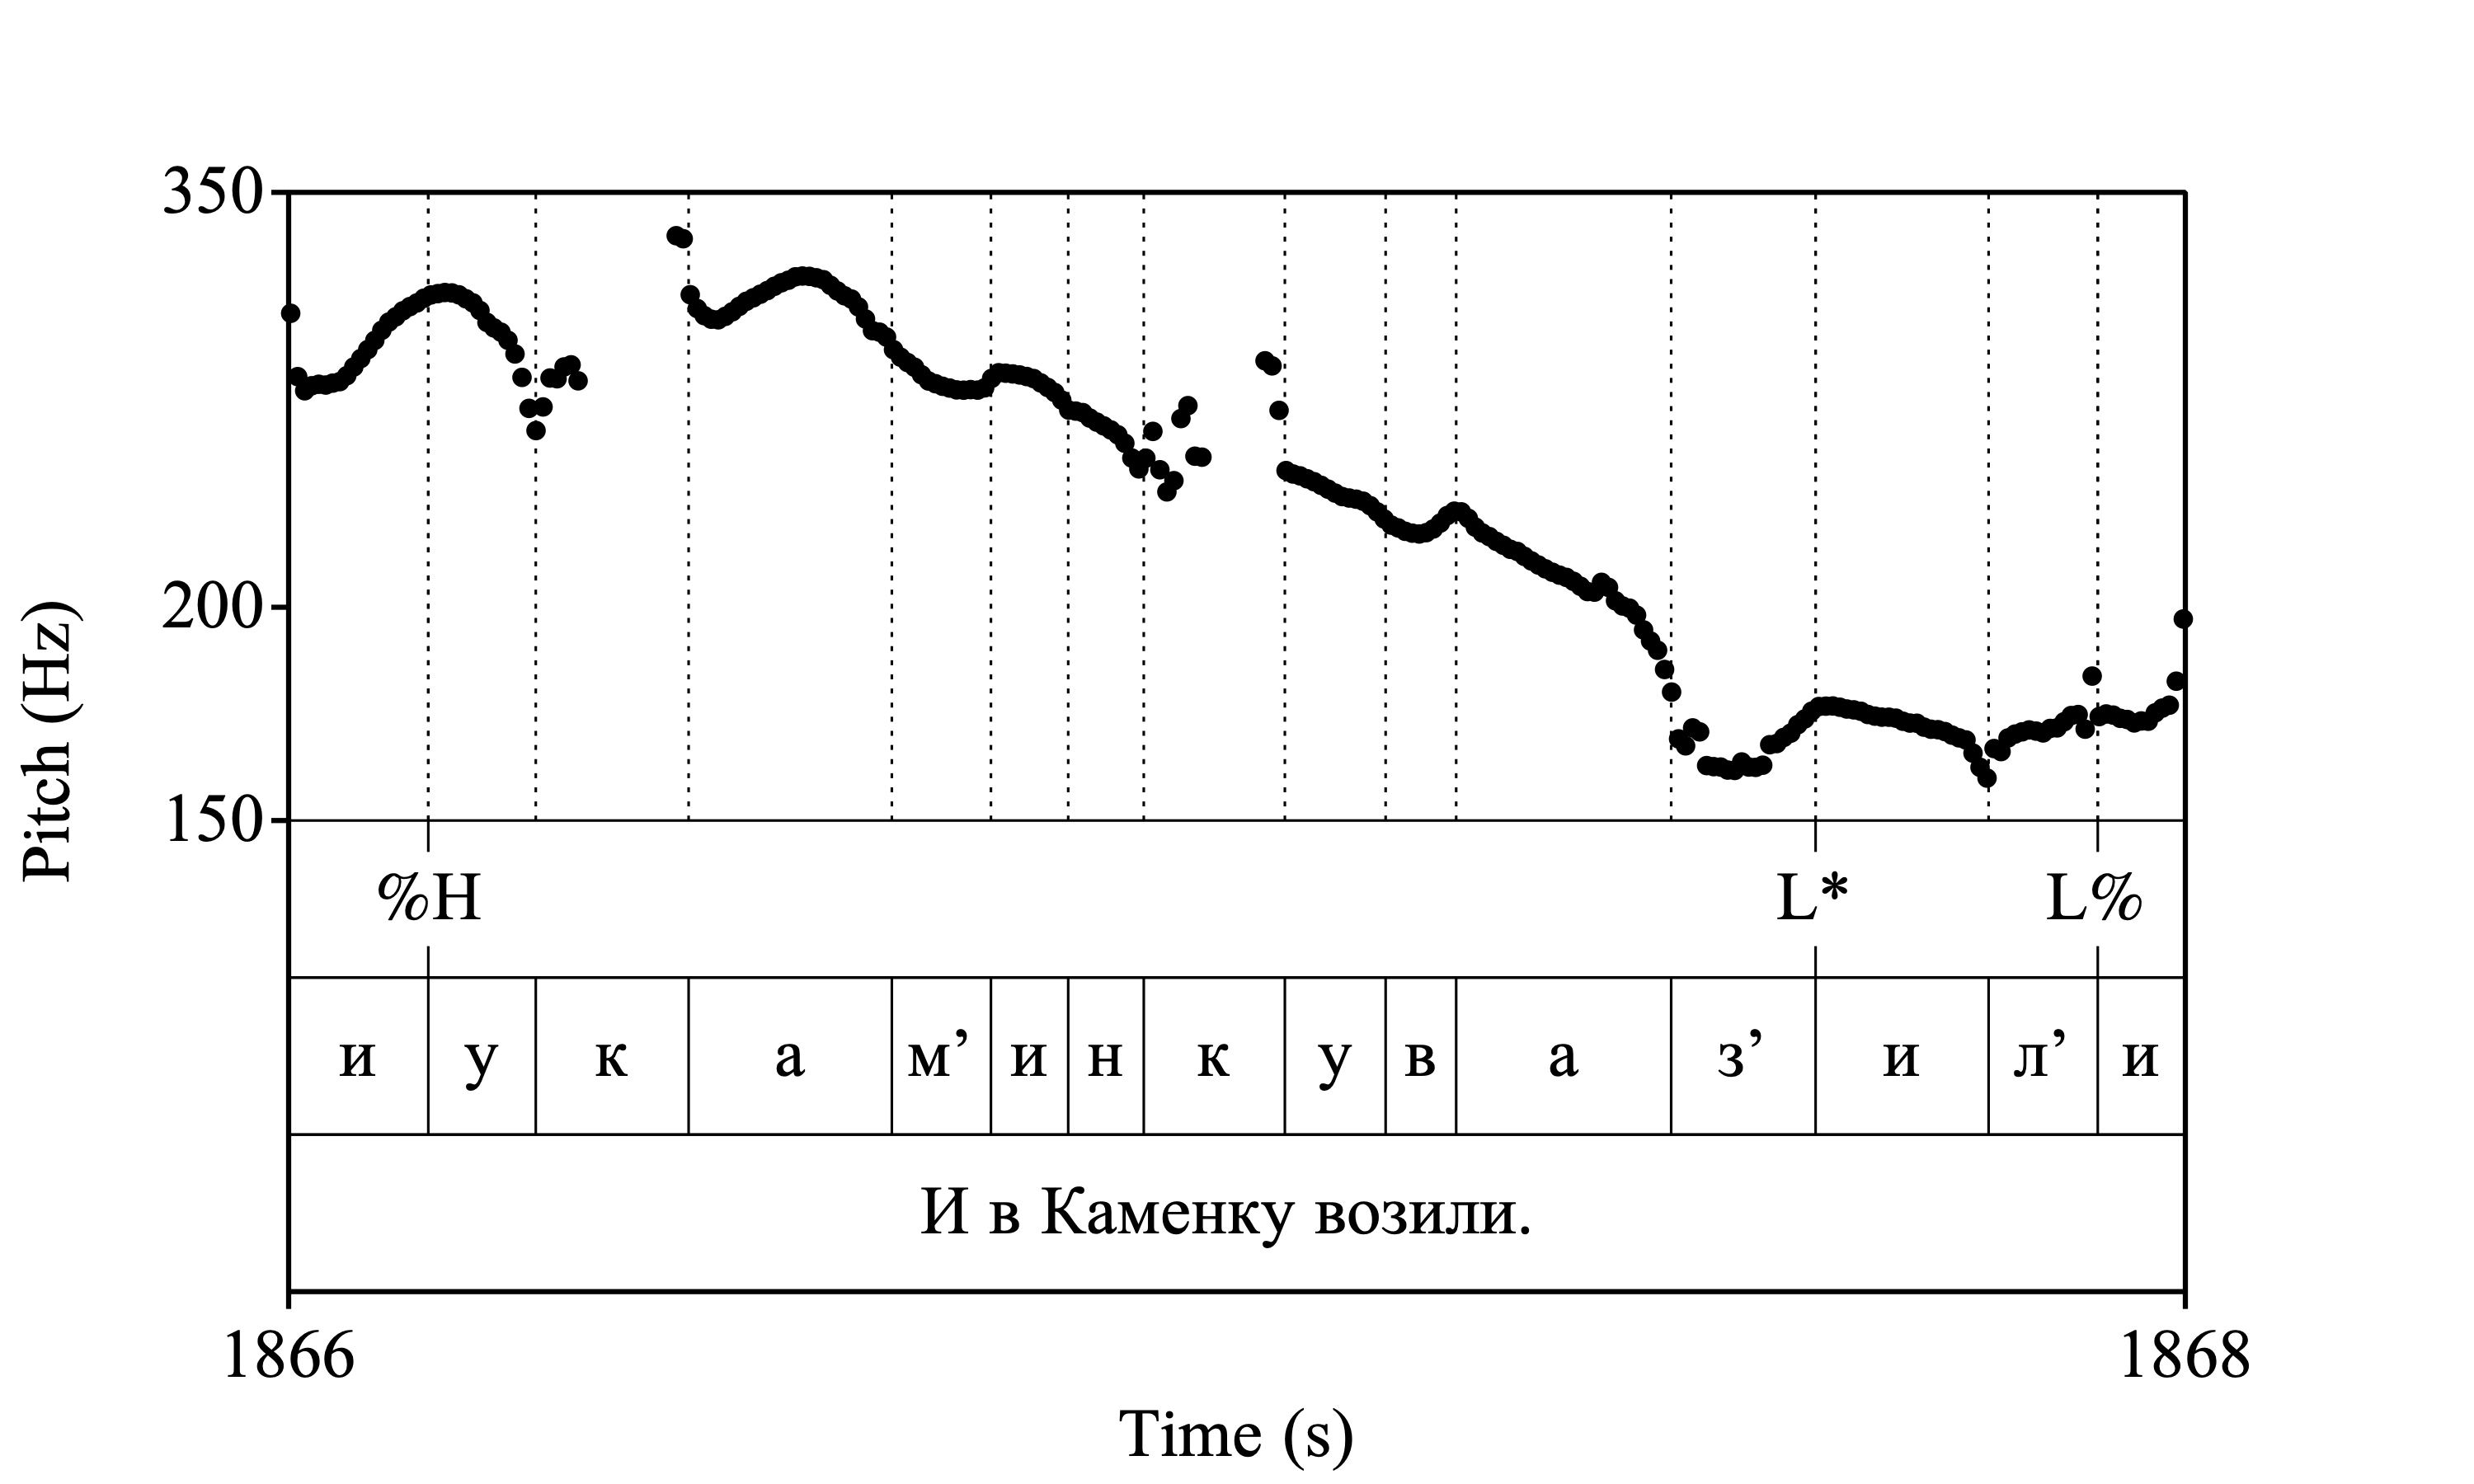 350
200
150
Pitch (Hz)
%H L* L%
и у к а м’ и н к у в а з’ и л’ и
И в Каменку возили.
1866 1868
Time (s)